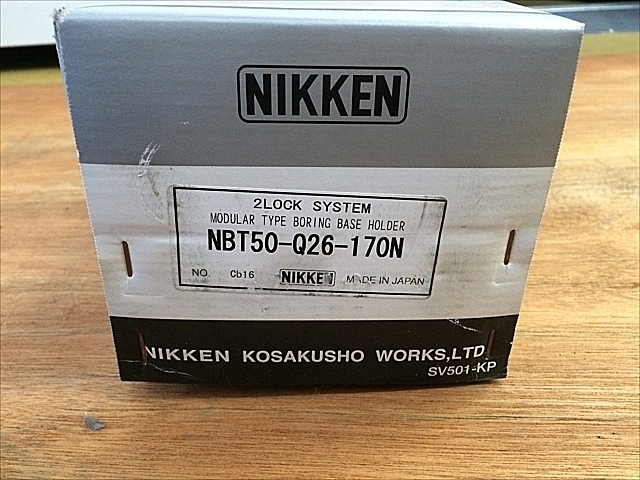 NIKKEN
2LOCK SYSTEM
MODULAR TYPE BORING BASE HOLDER
NBT50-Q26-170N
NO. Cb16 NIKKEN MADE IN JAPAN
NIKKEN KOSAKUSHO WORKS,LTD
SV501-KP